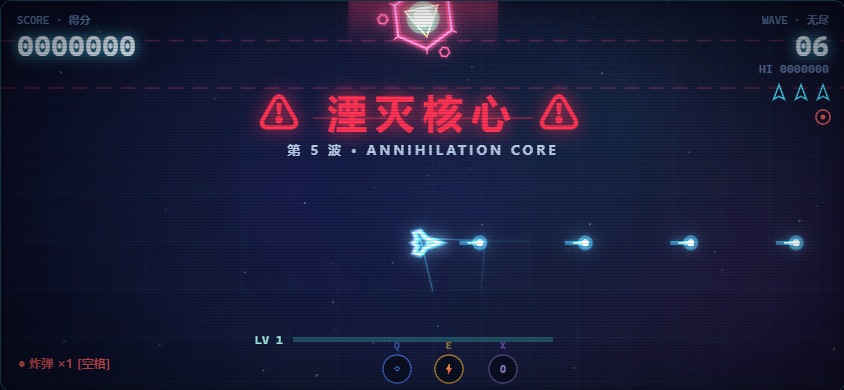 SCORE · 得分
0000000
WAVE · 无尽
06
HI 0000000
湮灭核心
第 5 波 • ANNIHILATION CORE
LV 1
炸弹 ×1 [空格]
Q
E
X
0